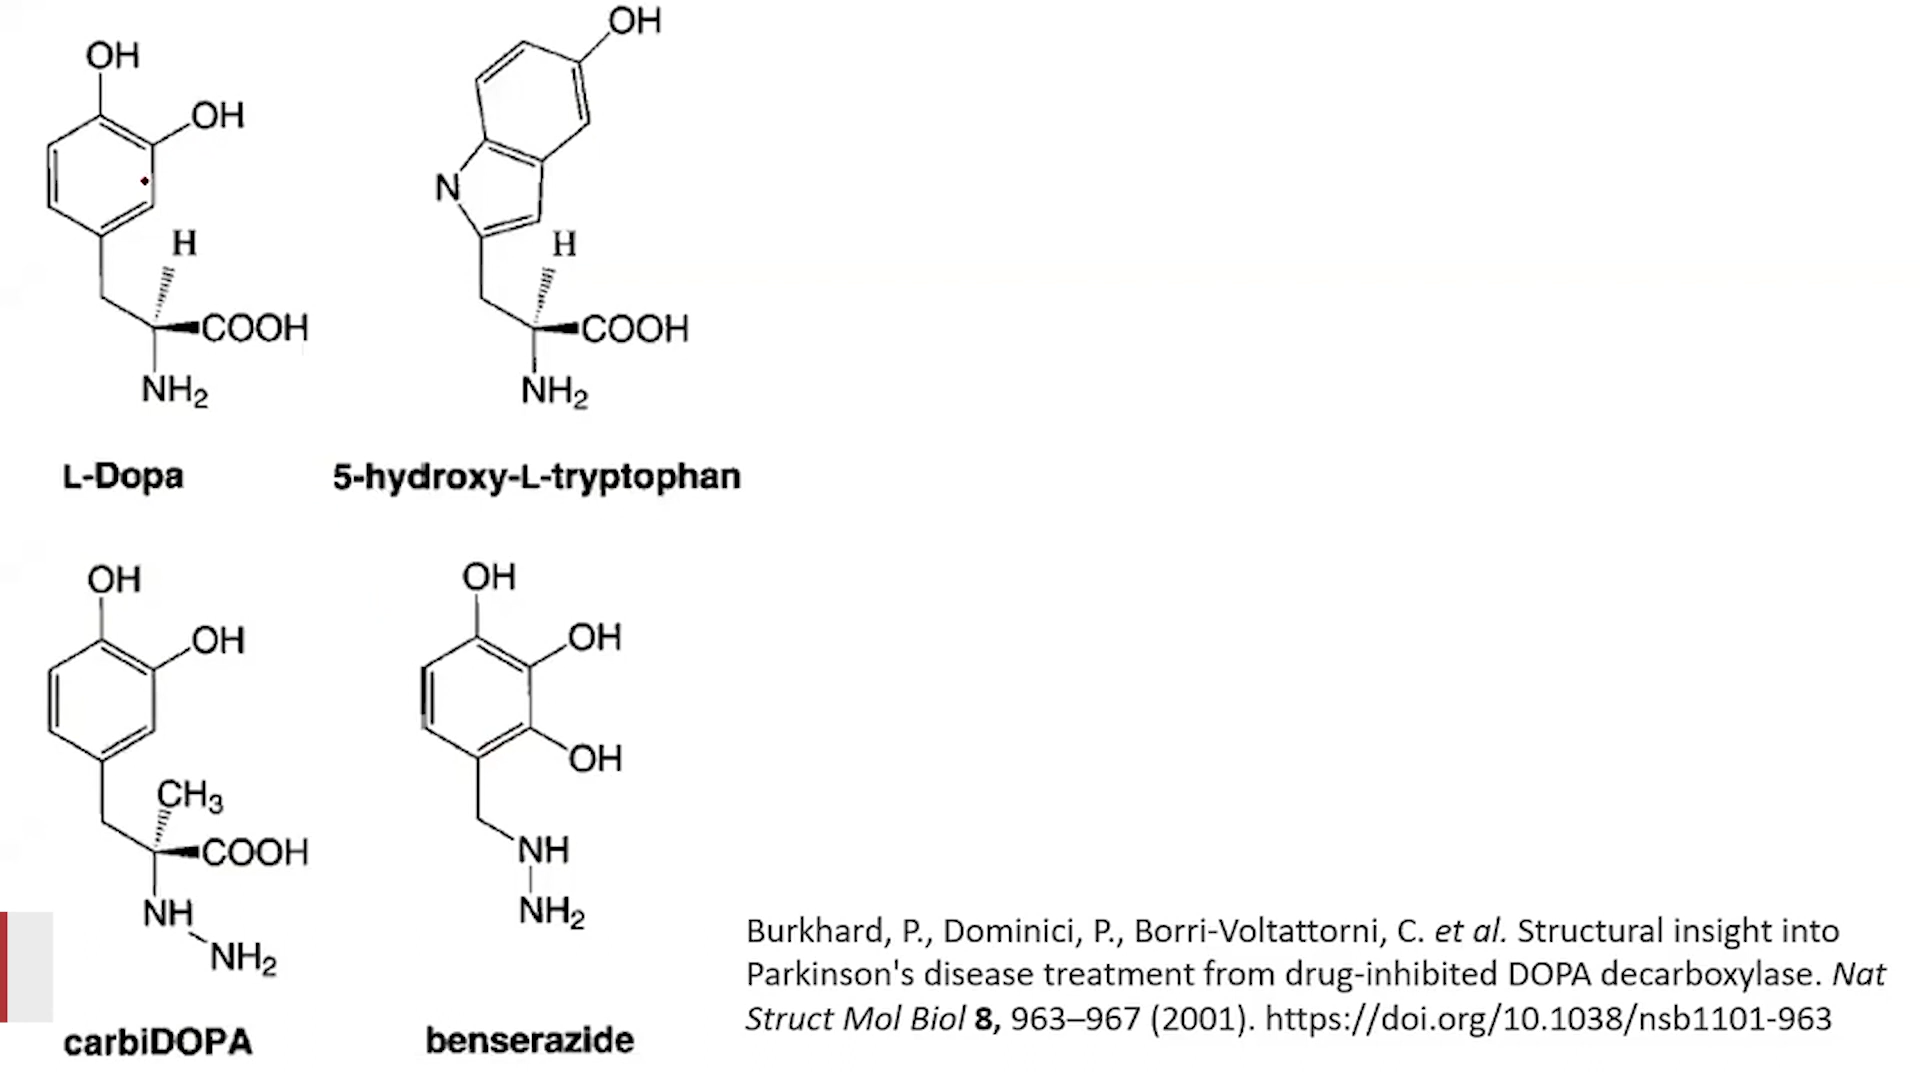 OH
OH
H
COOH
NH₂
L-Dopa
OH
N
H
COOH
NH₂
5-hydroxy-L-tryptophan
OH
OH
CH₃
COOH
NH
NH₂
carbiDOPA
OH
OH
OH
NH
NH₂
benserazide
Burkhard, P., Dominici, P., Borri-Voltattorni, C. et al. Structural insight into
Parkinson's disease treatment from drug-inhibited DOPA decarboxylase. Nat
Struct Mol Biol 8, 963–967 (2001). https://doi.org/10.1038/nsb1101-963